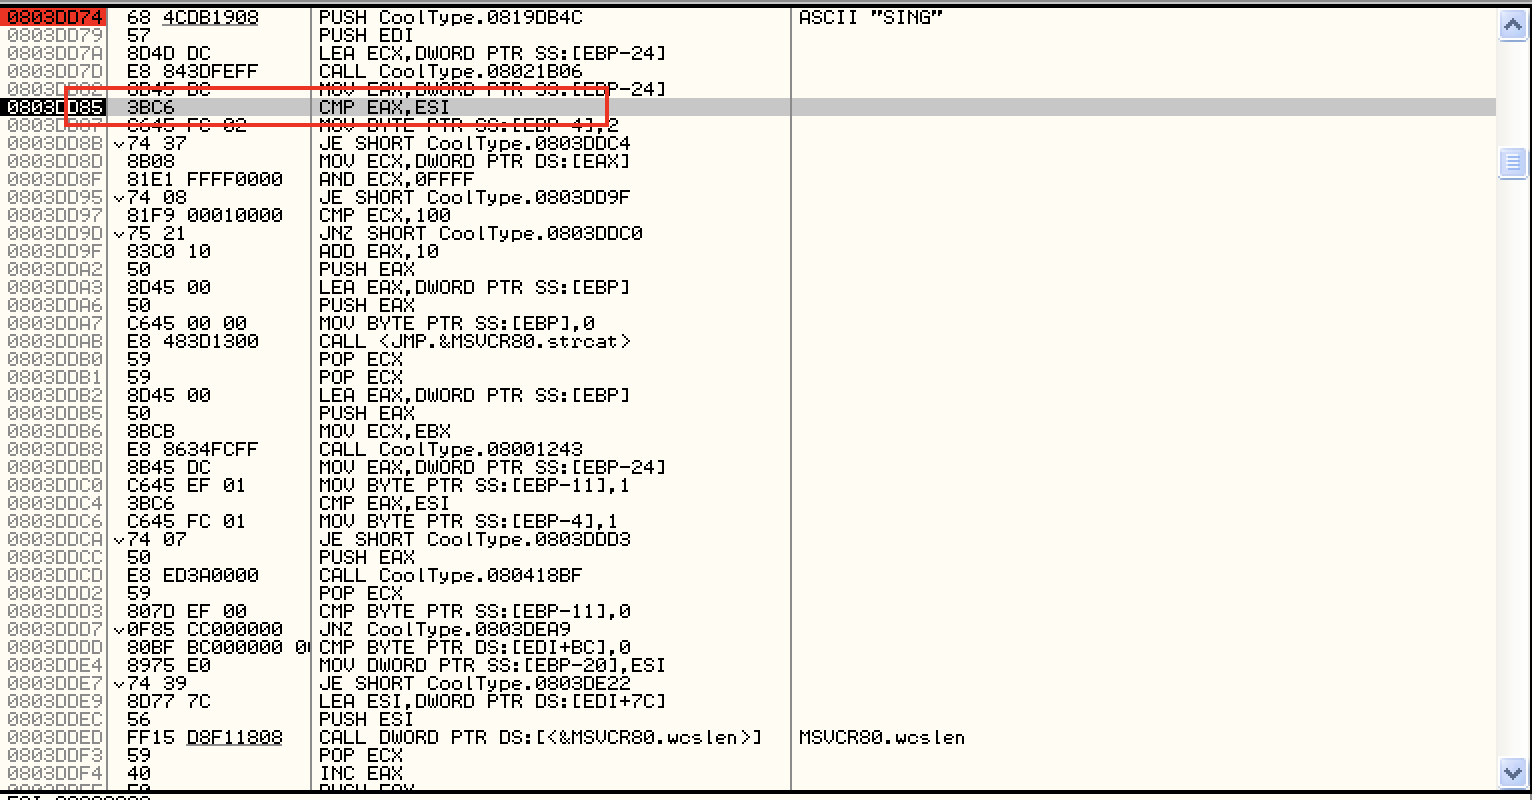 0803DD74 68 4CDB1908 PUSH CoolType.0819DB4C ASCII "SING"
0803DD79 57 PUSH EDI
0803DD7A 8D4D DC LEA ECX,DWORD PTR SS:[EBP-24]
0803DD7D E8 843DFEFF CALL CoolType.08021B06
8B45 DC MOV EAX,DWORD PTR SS:[EBP-24]
0803DD85 3BC6 CMP EAX,ESI
C645 FC 02 MOV BYTE PTR SS:[EBP-4],2
0803DD8B 74 37 JE SHORT CoolType.0803DDC4
0803DD8D 8B08 MOV ECX,DWORD PTR DS:[EAX]
0803DD8F 81E1 FFFF0000 AND ECX,0FFFF
0803DD95 74 08 JE SHORT CoolType.0803DD9F
0803DD97 81F9 00010000 CMP ECX,100
0803DD9D 75 21 JNZ SHORT CoolType.0803DDC0
0803DD9F 83C0 10 ADD EAX,10
0803DDA2 50 PUSH EAX
0803DDA3 8D45 00 LEA EAX,DWORD PTR SS:[EBP]
0803DDA6 50 PUSH EAX
0803DDA7 C645 00 00 MOV BYTE PTR SS:[EBP],0
0803DDAB E8 483D1300 CALL <JMP.&MSVCR80.strcat>
0803DDB0 59 POP ECX
0803DDB1 59 POP ECX
0803DDB2 8D45 00 LEA EAX,DWORD PTR SS:[EBP]
0803DDB5 50 PUSH EAX
0803DDB6 8BCB MOV ECX,EBX
0803DDB8 E8 8634FCFF CALL CoolType.08001243
0803DDBD 8B45 DC MOV EAX,DWORD PTR SS:[EBP-24]
0803DDC0 C645 EF 01 MOV BYTE PTR SS:[EBP-11],1
0803DDC4 3BC6 CMP EAX,ESI
0803DDC6 C645 FC 01 MOV BYTE PTR SS:[EBP-4],1
0803DDCA 74 07 JE SHORT CoolType.0803DDD3
0803DDCC 50 PUSH EAX
0803DDCD E8 ED3A0000 CALL CoolType.080418BF
0803DDD2 59 POP ECX
0803DDD3 807D EF 00 CMP BYTE PTR SS:[EBP-11],0
0803DDD7 0F85 CC000000 JNZ CoolType.0803DEA9
0803DDDD 80BF BC000000 0 CMP BYTE PTR DS:[EDI+BC],0
0803DDE4 8975 E0 MOV DWORD PTR SS:[EBP-20],ESI
0803DDE7 74 39 JE SHORT CoolType.0803DE22
0803DDE9 8D77 7C LEA ESI,DWORD PTR DS:[EDI+7C]
0803DDEC 56 PUSH ESI
0803DDED FF15 D8F11808 CALL DWORD PTR DS:[<&MSVCR80.wcslen>] MSVCR80.wcslen
0803DDF3 59 POP ECX
0803DDF4 40 INC EAX
PUSH EAX